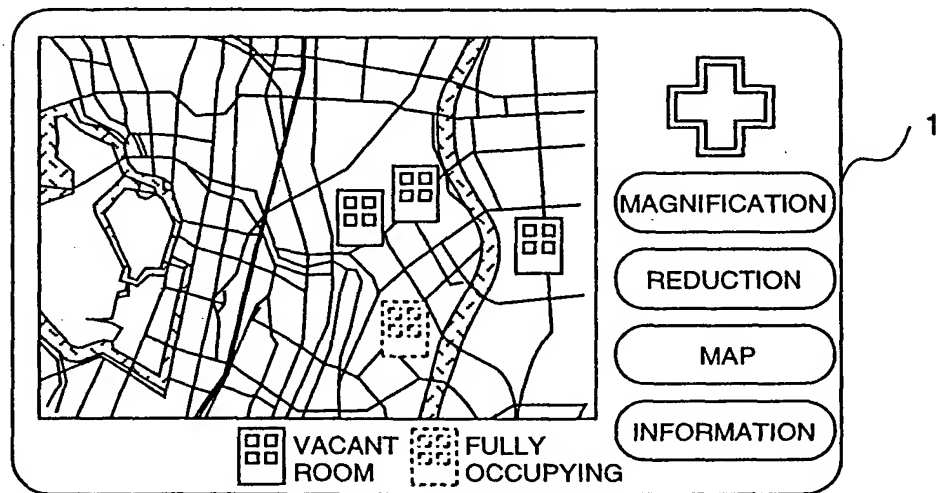 1
MAGNIFICATION
REDUCTION
MAP
INFORMATION
VACANT
ROOM
FULLY
OCCUPYING